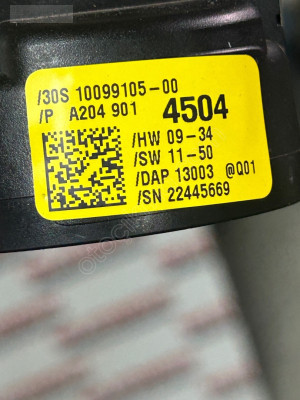 /30S 10099105-00
/P A204 901 4504
/HW 09-34
/SW 11-50
/DAP 13003 @Q01
/SN 22445669